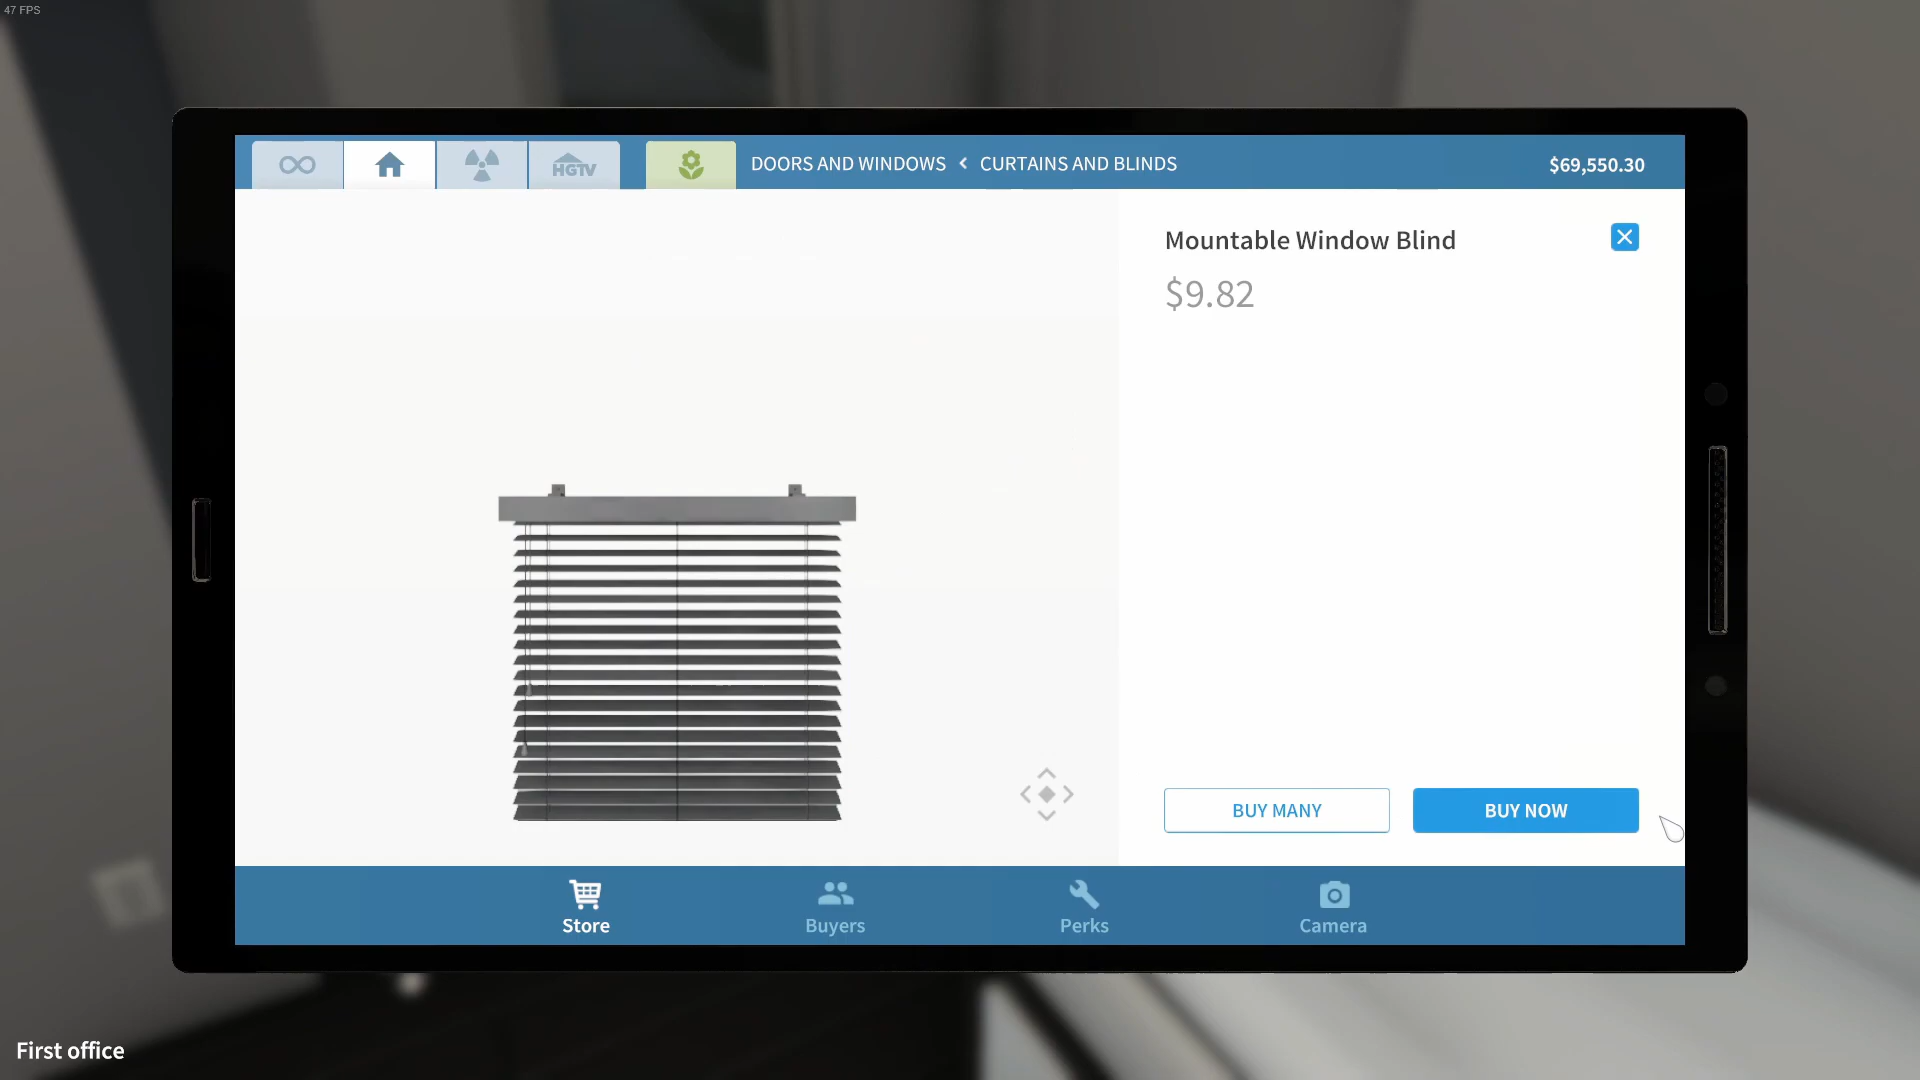 47 FPS
HGTV
DOORS AND WINDOWS < CURTAINS AND BLINDS
$69,550.30
Mountable Window Blind
$9.82
BUY MANY
BUY NOW
Store
Buyers
Perks
Camera
First office